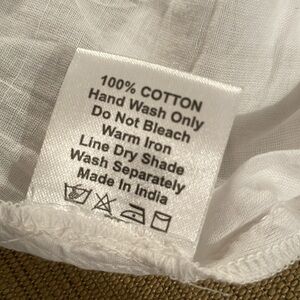 100% COTTON
Hand Wash Only
Do Not Bleach
Warm Iron
Line Dry Shade
Wash Separately
Made In India